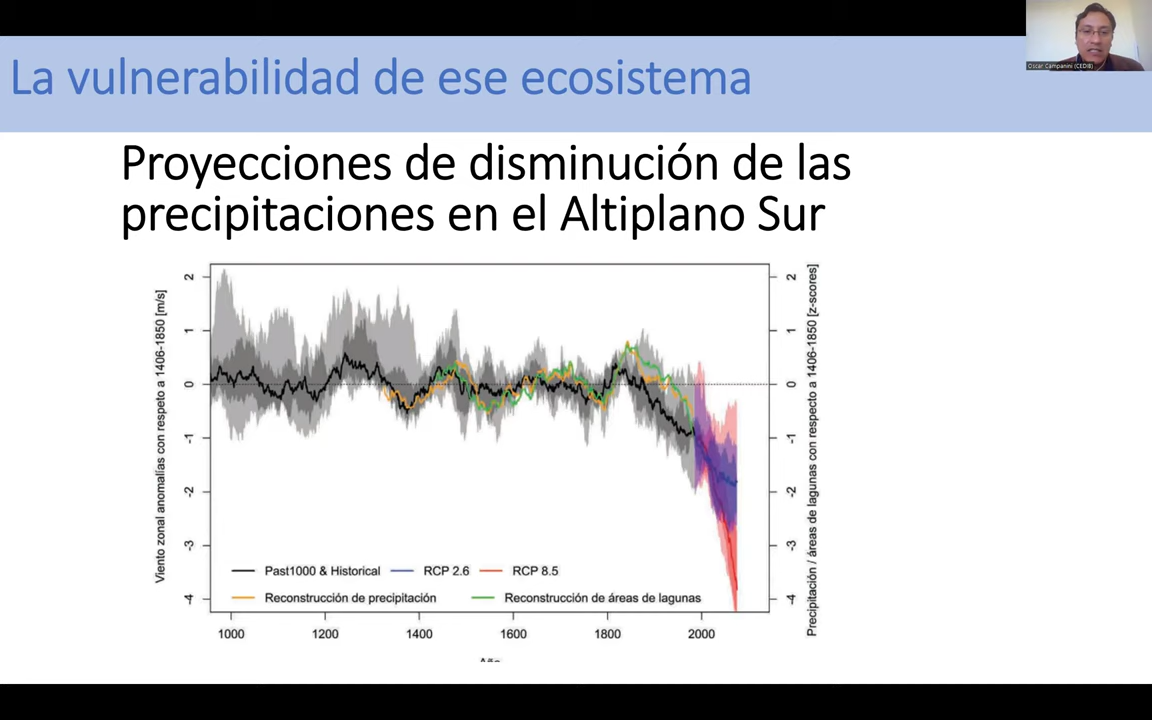 Oscar Campanini (CEDIB)
La vulnerabilidad de ese ecosistema
Proyecciones de disminución de las
precipitaciones en el Altiplano Sur
Viento zonal anomalías con respeto a 1406-1850 [m/s]
2
1
0
-1
-2
-3
-4
Past1000 & Historical
RCP 2.6
RCP 8.5
Reconstrucción de precipitación
Reconstrucción de áreas de lagunas
2
1
0
-1
-2
-3
-4
Precipitación / áreas de lagunas con respecto a 1406-1850 [z-scores]
1000
1200
1400
1600
1800
2000